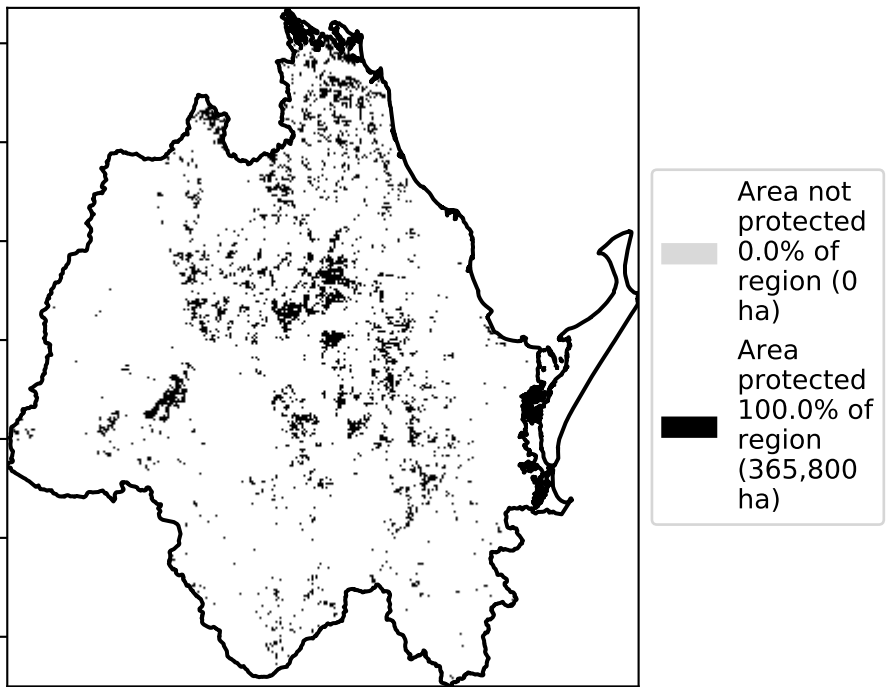 Area not
protected
0.0% of
region (0
ha)
Area
protected
100.0% of
region
(365,800
ha)